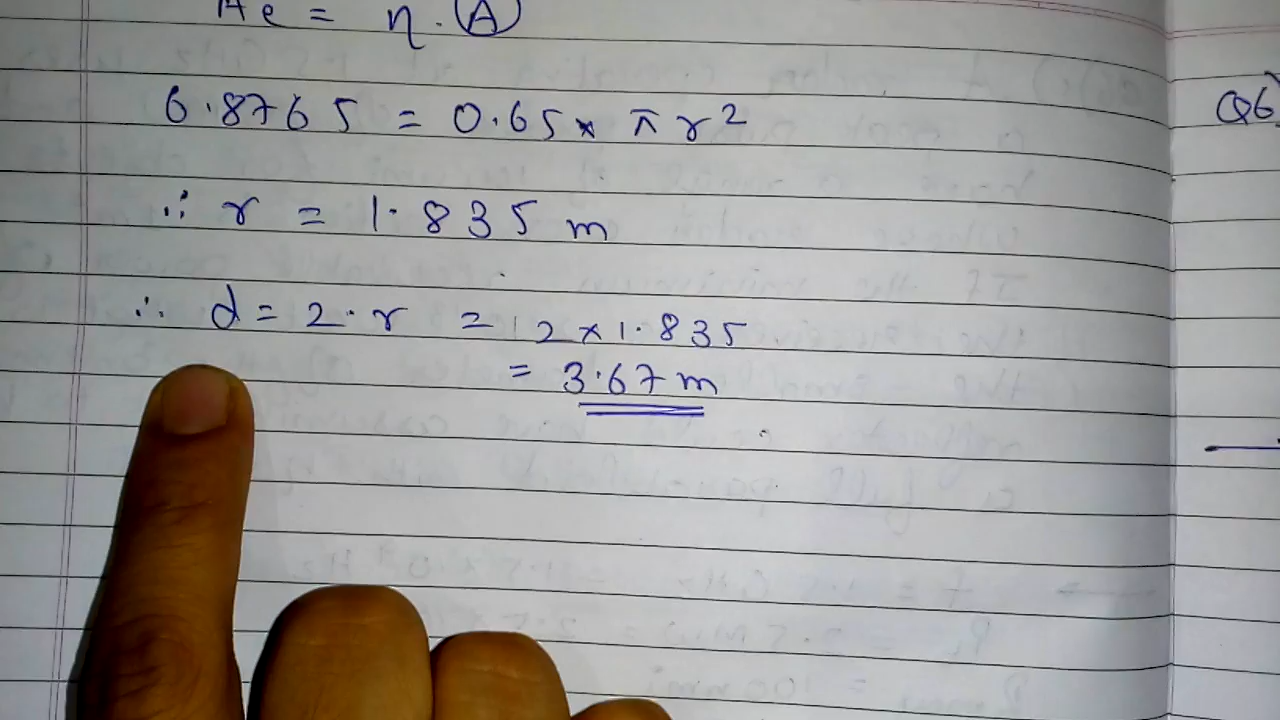 Ae = η . (A)
6.8765 = 0.65 × π r²
∴ r = 1.835 m
∴ d = 2 . r = 2 × 1.835
= 3.67 m
Q6